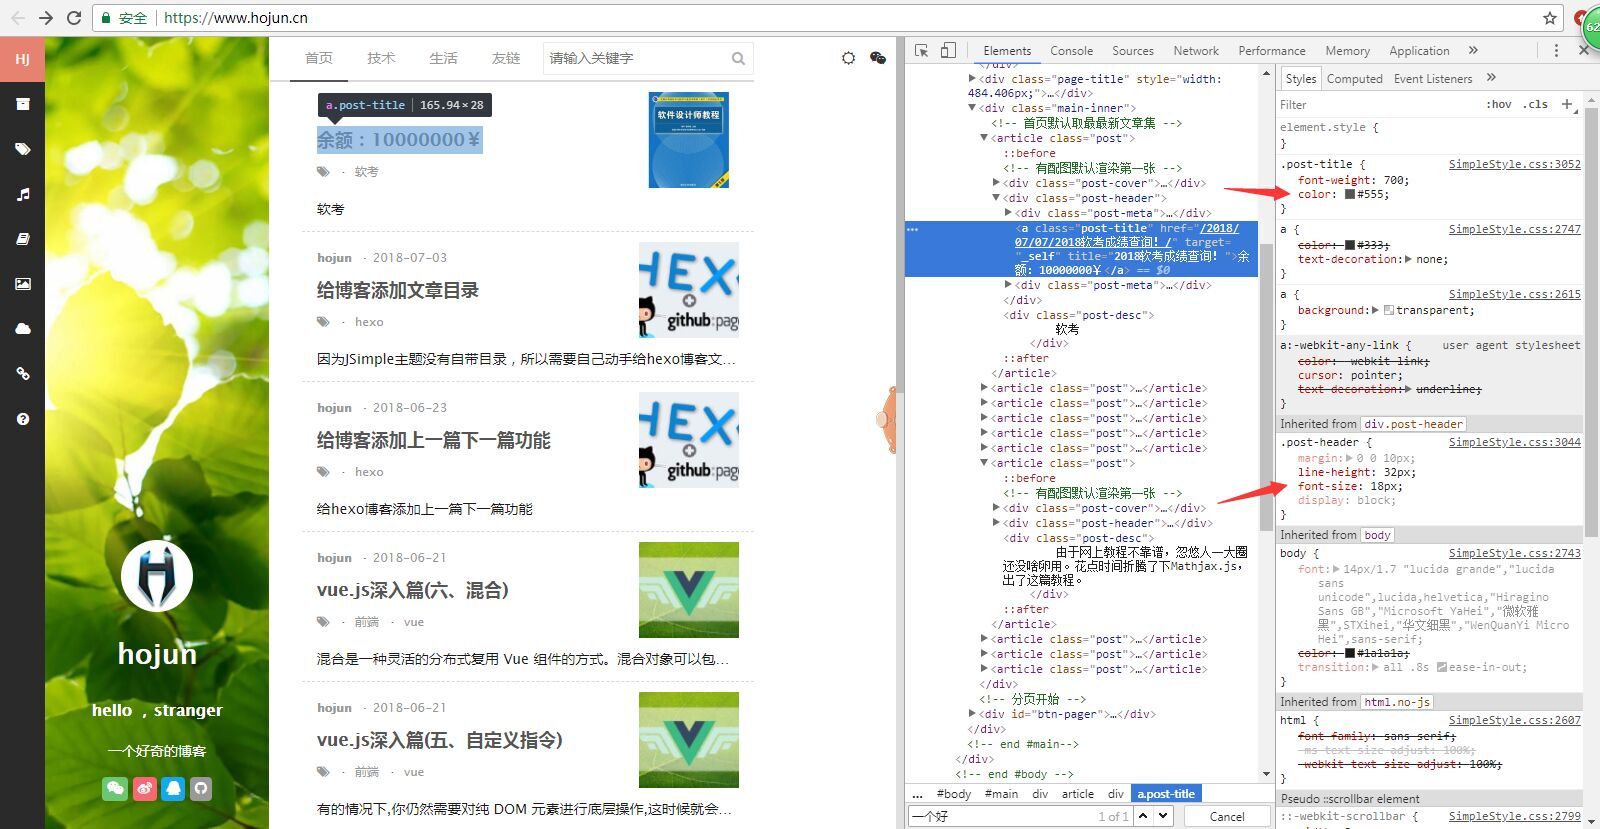 安全 https://www.hojun.cn
62
HJ
首页 技术 生活 友链 请输入关键字
a.post-title 165.94×28
余额：10000000￥
· 软考
软考
软件设计师教程
hojun · 2018-07-03
给博客添加文章目录
· hexo
因为JSimple主题没有自带目录，所以需要自己动手给hexo博客文...
HEX
github:page
hojun · 2018-06-23
给博客添加上一篇下一篇功能
· hexo
给hexo博客添加上一篇下一篇功能
HEX
github:page
hojun · 2018-06-21
vue.js深入篇(六、混合)
· 前端 · vue
混合是一种灵活的分布式复用 Vue 组件的方式。混合对象可以包...
hojun · 2018-06-21
vue.js深入篇(五、自定义指令)
· 前端 · vue
有的情况下,你仍然需要对纯 DOM 元素进行底层操作,这时候就会...
hojun
hello ，stranger
一个好奇的博客
Elements Console Sources Network Performance Memory Application »
</div>
<div class="page-title" style="width:
484.406px;">…</div>
<div class="main-inner">
<!-- 首页默认取最最新文章集 -->
<article class="post">
::before
<!-- 有配图默认渲染第一张 -->
<div class="post-cover">…</div>
<div class="post-header">
<div class="post-meta">…</div>
<a class="post-title" href="/2018/
07/07/2018软考成绩查询！/" target=
"_self" title="2018软考成绩查询！">余
额：10000000￥</a> == $0
<div class="post-meta">…</div>
</div>
<div class="post-desc">
软考
</div>
::after
</article>
<article class="post">…</article>
<article class="post">…</article>
<article class="post">…</article>
<article class="post">…</article>
<article class="post">…</article>
<article class="post">
::before
<!-- 有配图默认渲染第一张 -->
<div class="post-cover">…</div>
<div class="post-header">…</div>
<div class="post-desc">
由于网上教程不靠谱，忽悠人一大圈
还没啥卵用。花点时间折腾了下Mathjax.js，
出了这篇教程。
</div>
::after
</article>
<article class="post">…</article>
<article class="post">…</article>
<article class="post">…</article>
</div>
<!-- 分页开始 -->
<div id="btn-pager">…</div>
</div>
<!-- end #main-->
</div>
<!-- end #body -->
... #body #main div article div a.post-title
一个好 1 of 1 Cancel
Styles Computed Event Listeners »
Filter :hov .cls +
element.style {
}
.post-title { SimpleStyle.css:3052
font-weight: 700;
color: #555;
}
a { SimpleStyle.css:2747
color: #333;
text-decoration: none;
}
a { SimpleStyle.css:2615
background: transparent;
}
a:-webkit-any-link { user agent stylesheet
color: -webkit-link;
cursor: pointer;
text-decoration: underline;
}
Inherited from div.post-header
.post-header { SimpleStyle.css:3044
margin: 0 0 10px;
line-height: 32px;
font-size: 18px;
display: block;
}
Inherited from body
body { SimpleStyle.css:2743
font: 14px/1.7 "lucida grande","lucida
sans
unicode",lucida,helvetica,"Hiragino
Sans GB","Microsoft YaHei","微软雅
黑",STXihei,"华文细黑","WenQuanYi Micro
Hei",sans-serif;
color: #1a1a1a;
transition: all .8s ease-in-out;
}
Inherited from html.no-js
html { SimpleStyle.css:2607
font-family: sans-serif;
-ms-text-size-adjust: 100%;
-webkit-text-size-adjust: 100%;
}
Pseudo ::scrollbar element
::-webkit-scrollbar { SimpleStyle.css:2799